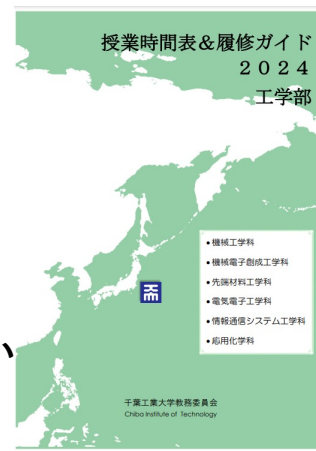 授業時間表＆履修ガイド
２０２４
工学部
•機械工学科
•機械電子創成工学科
•先端材料工学科
•電気電子工学科
•情報通信システム工学科
•応用化学科
千葉工業大学教務委員会
Chiba Institute of Technology